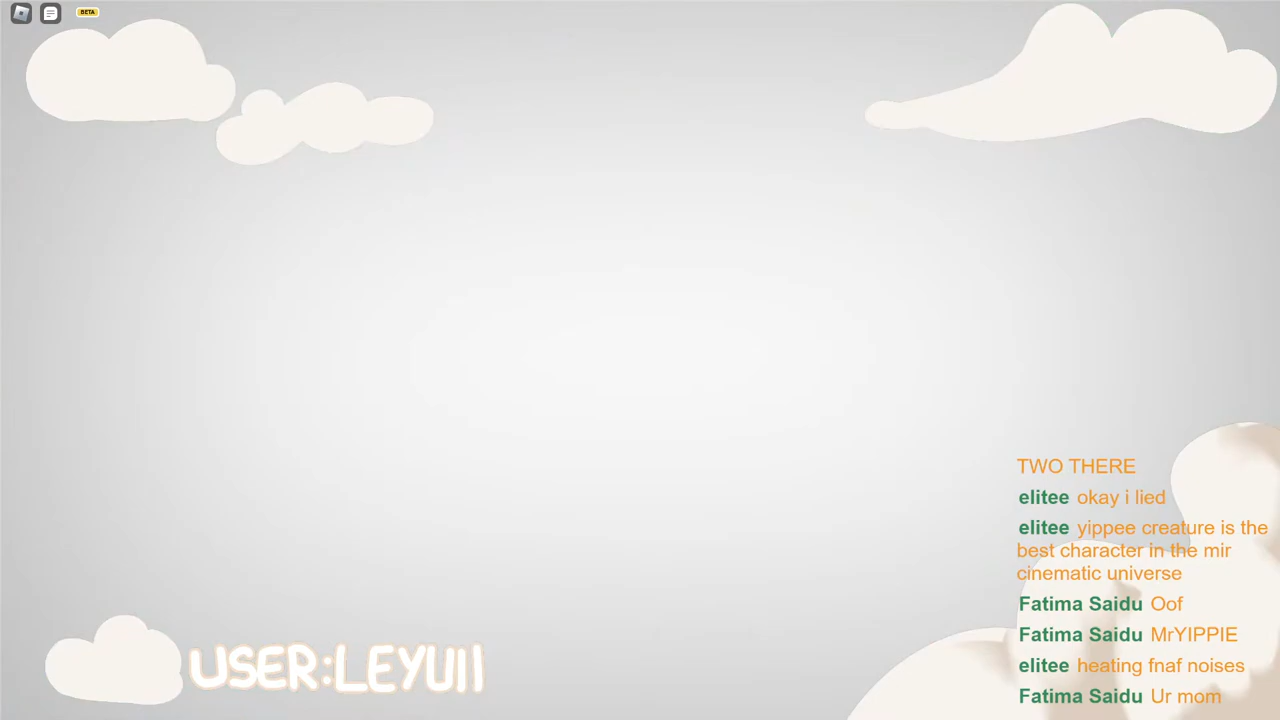 BETA
TWO THERE
elitee okay i lied
elitee yippee creature is the
best character in the mir
cinematic universe
Fatima Saidu Oof
Fatima Saidu MrYIPPIE
elitee heating fnaf noises
Fatima Saidu Ur mom
USER:LEYUII